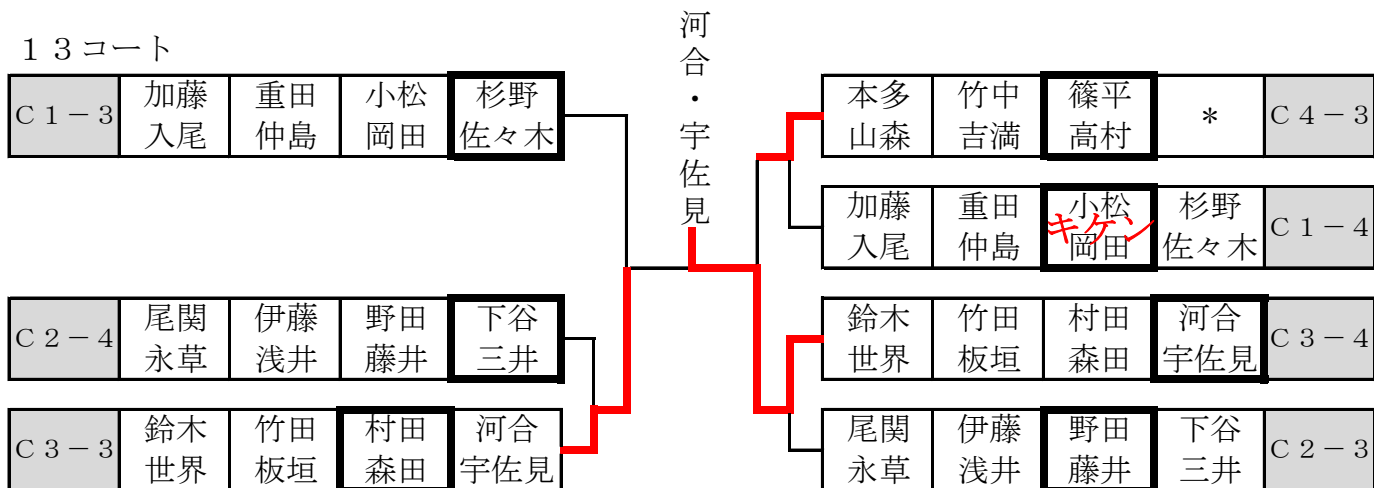 河合・宇佐見
１３コート
Ｃ１－３ 加藤 重田 小松 杉野
入尾 仲島 岡田 佐々木
Ｃ２－４ 尾関 伊藤 野田 下谷
永草 浅井 藤井 三井
Ｃ３－３ 鈴木 竹田 村田 河合
世界 板垣 森田 宇佐見
本多 竹中 篠平 * Ｃ４－３
山森 吉満 高村
加藤 重田 小松 杉野 Ｃ１－４
キケン
入尾 仲島 岡田 佐々木
鈴木 竹田 村田 河合 Ｃ３－４
世界 板垣 森田 宇佐見
尾関 伊藤 野田 下谷 Ｃ２－３
永草 浅井 藤井 三井